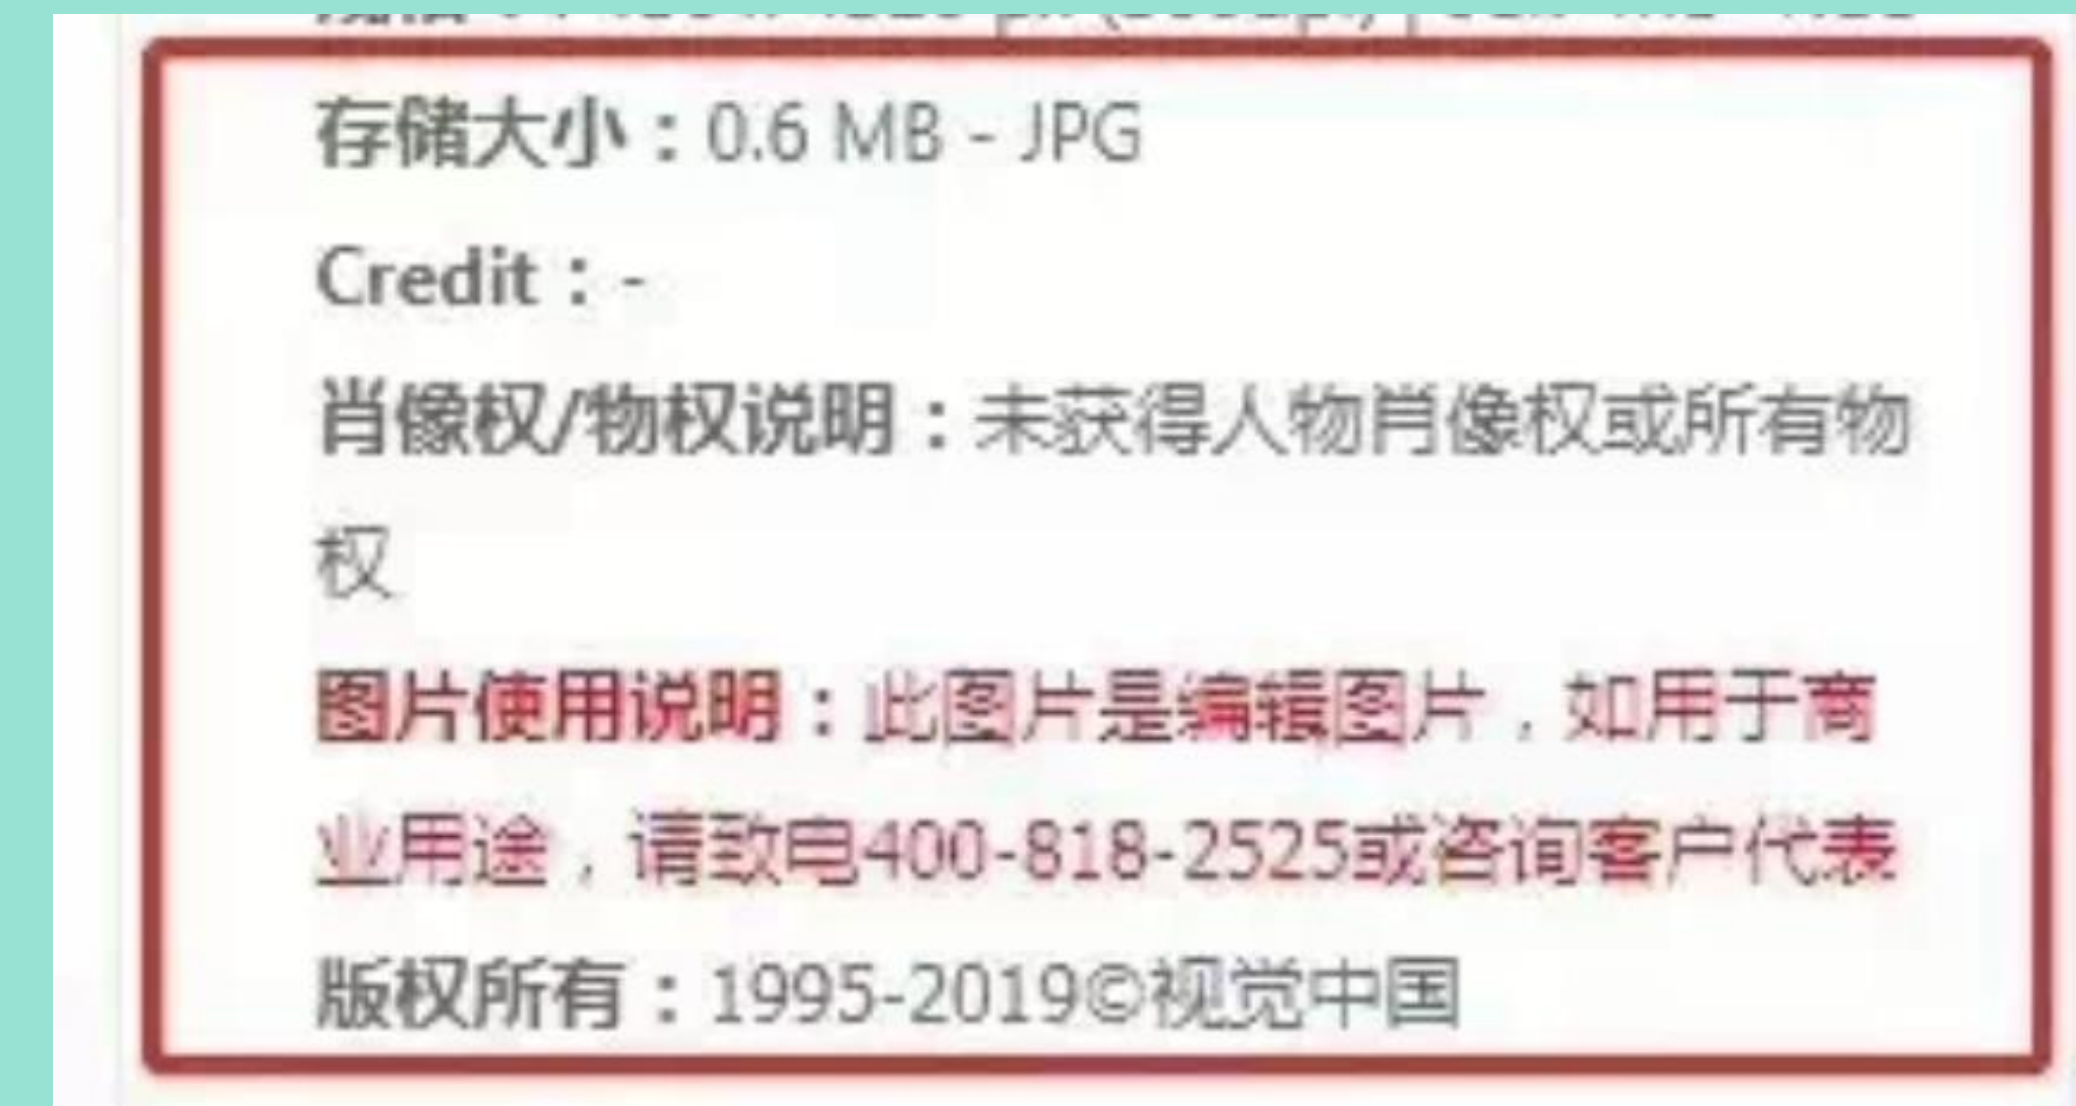 存储大小：0.6 MB - JPG
Credit：-
肖像权/物权说明：未获得人物肖像权或所有物
权
图片使用说明：此图片是编辑图片，如用于商
业用途，请致电400-818-2525或咨询客户代表
版权所有：1995-2019©视觉中国